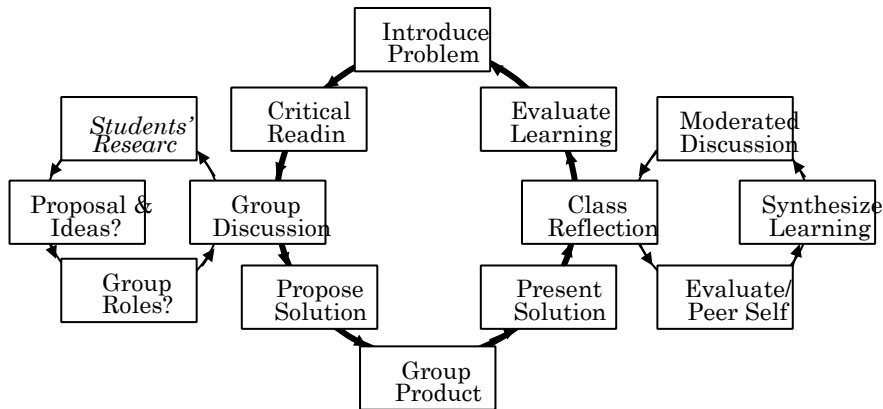 Introduce
Problem
Critical
Readin
Evaluate
Learning
Students’
Researc
Moderated
Discussion
Proposal &
Ideas?
Group
Discussion
Class
Reflection
Synthesize
Learning
Group
Roles?
Propose
Solution
Present
Solution
Evaluate/
Peer Self
Group
Product